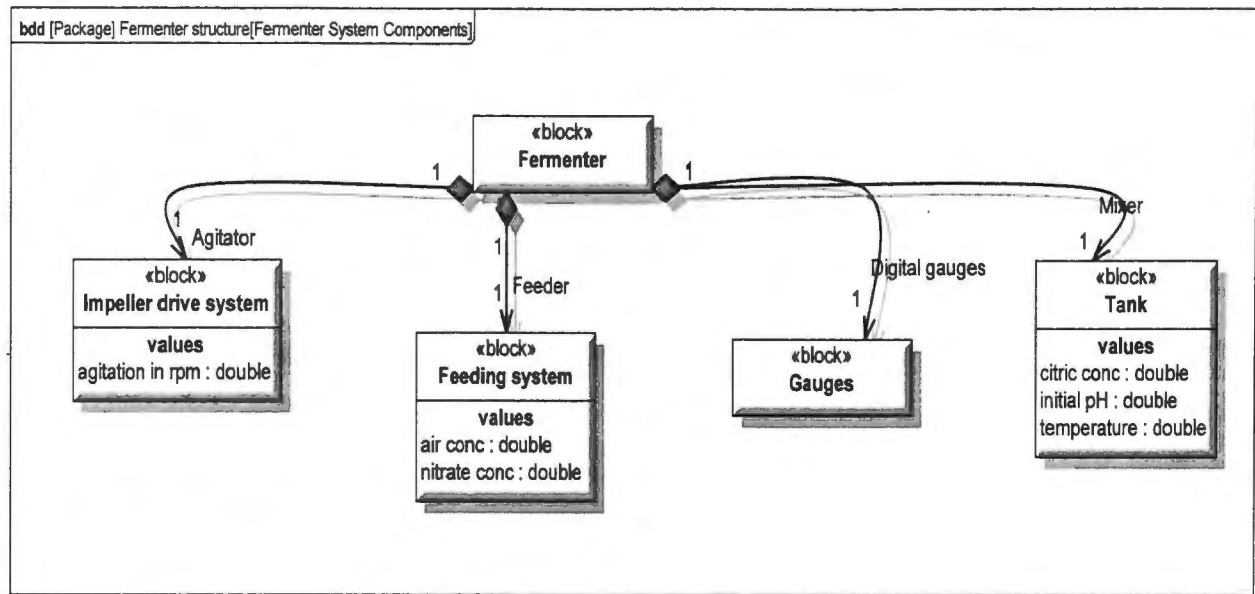 bdd [Package] Fermenter structure[Fermenter System Components]
«block»
Fermenter
1
1
1
Agitator
1
Feeder
1
Digital gauges
1
Mixer
1
«block»
Impeller drive system
values
agitation in rpm : double
«block»
Feeding system
values
air conc : double
nitrate conc : double
«block»
Gauges
«block»
Tank
values
citric conc : double
initial pH : double
temperature : double